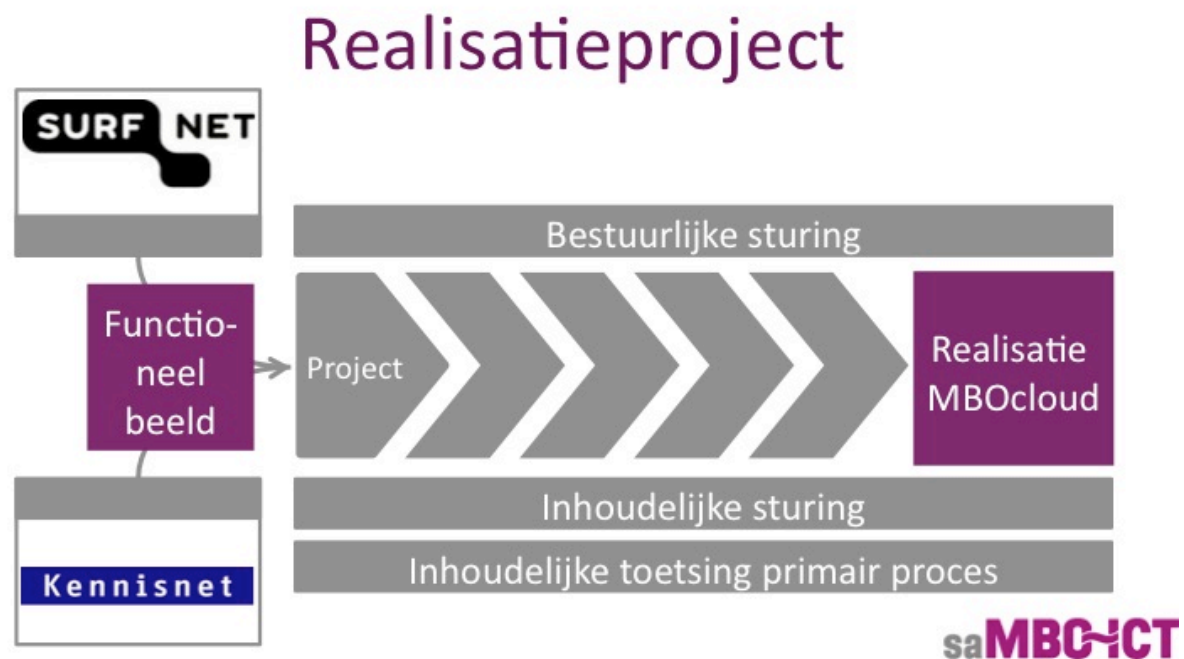 Realisatieproject
SURF NET
Bestuurlijke sturing
Functio-
neel
beeld
Project
Realisatie
MBOcloud
Inhoudelijke sturing
Kennisnet
Inhoudelijke toetsing primair proces
saMBO~ICT